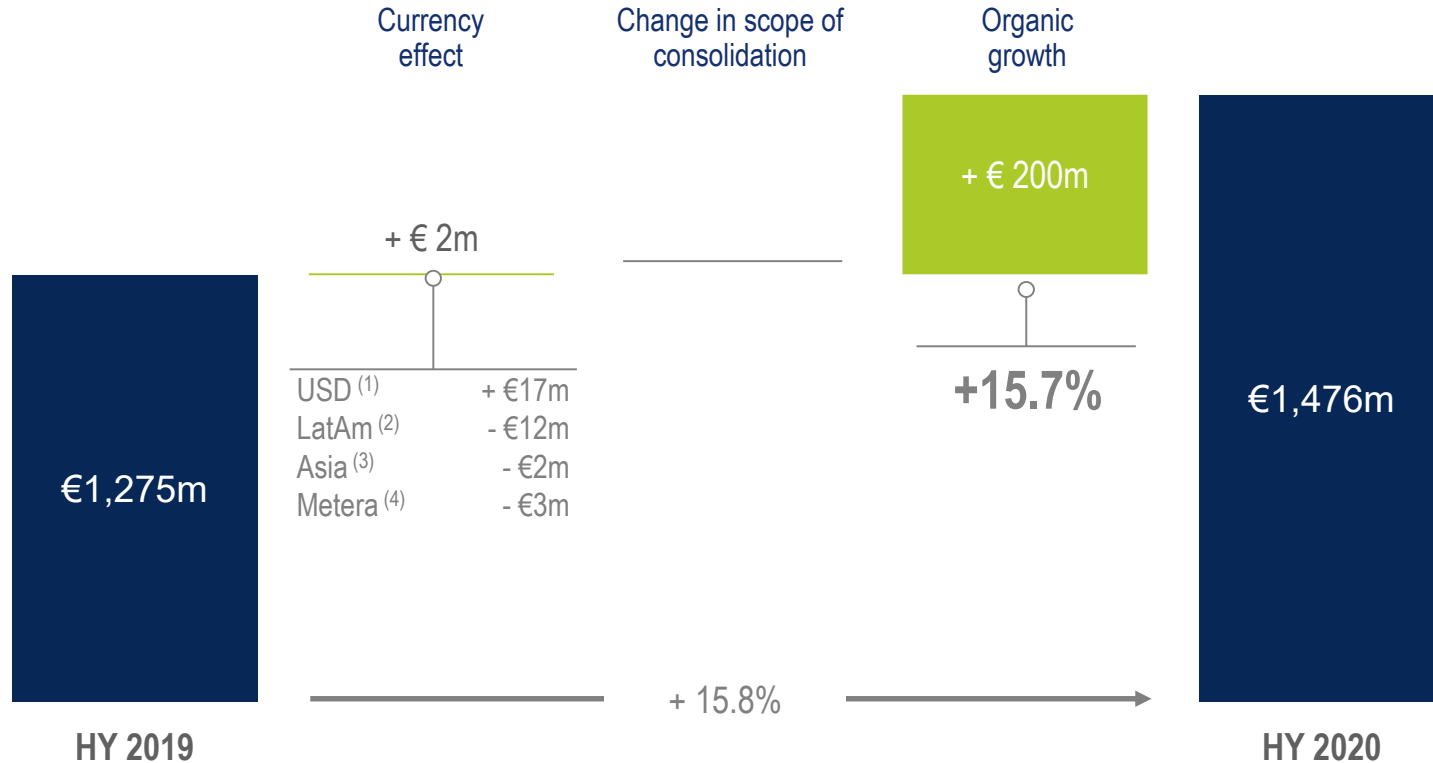 Currency
effect
Change in scope of
consolidation
Organic
growth
+ € 200m
+ € 2m
+15.7%
USD (1) + €17m
LatAm (2) - €12m
Asia (3) - €2m
Metera (4) - €3m
€1,275m
€1,476m
+ 15.8%
HY 2019
HY 2020